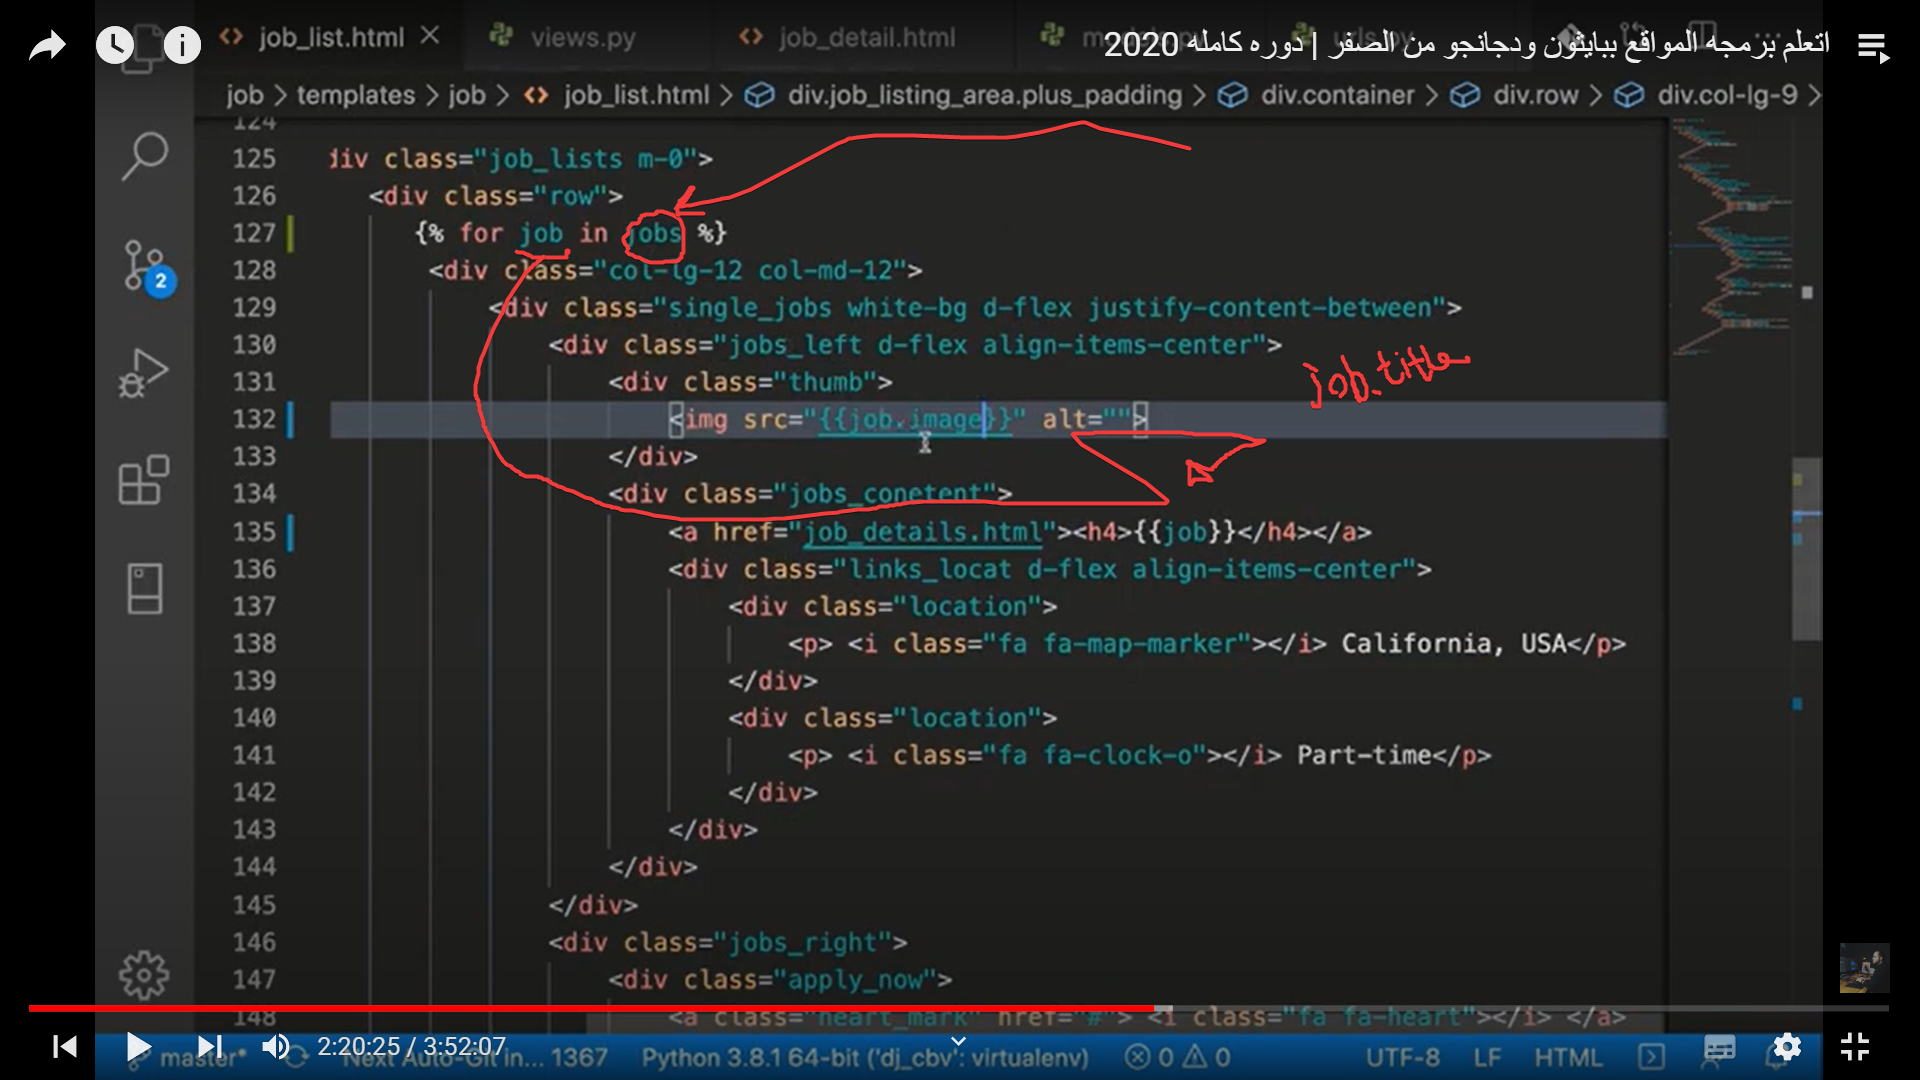 job_list.html
views.py
job_detail.html
اتعلم برمجه المواقع ببايثون ودجانجو من الصفر | دوره كامله 2020
job > templates > job > <> job_list.html > div.job_listing_area.plus_padding > div.container > div.row > div.col-lg-9 >
124
125 div class="job_lists m-0">
126 <div class="row">
127 {% for job in jobs %}
128 <div class="col-lg-12 col-md-12">
129 <div class="single_jobs white-bg d-flex justify-content-between">
130 <div class="jobs_left d-flex align-items-center">
job.title
131 <div class="thumb">
132 <img src="{{job.image}}" alt="">
133 </div>
134 <div class="jobs_conetent">
135 <a href="job_details.html"><h4>{{job}}</h4></a>
136 <div class="links_locat d-flex align-items-center">
137 <div class="location">
138 <p> <i class="fa fa-map-marker"></i> California, USA</p>
139 </div>
140 <div class="location">
141 <p> <i class="fa fa-clock-o"></i> Part-time</p>
142 </div>
143 </div>
144 </div>
145 </div>
146 <div class="jobs_right">
147 <div class="apply_now">
148 <a class="heart_mark" href="#"> <i class="fa fa-heart"></i> </a>
2
2:20:25 / 3:52:07
master* Next Auto-Git in... 1367 Python 3.8.1 64-bit ('dj_cbv': virtualenv) 0 0 UTF-8 LF HTML